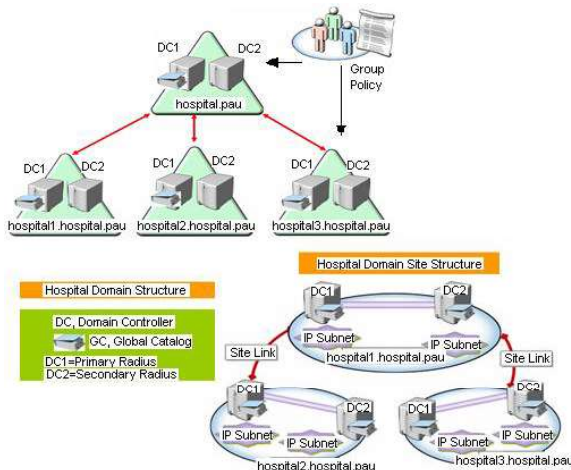 DC1
DC2
Group
Policy
hospital.pau
DC1
DC2
DC1
DC2
DC1
DC2
hospital1.hospital.pau
hospital2.hospital.pau
hospital3.hospital.pau
Hospital Domain Structure
DC, Domain Controller
GC, Global Catalog
DC1=Primary Radius
DC2=Secondary Radius
Hospital Domain Site Structure
DC1
DC2
IP Subnet
IP Subnet
hospital1.hospital.pau
Site Link
Site Link
DC1
DC2
IP Subnet
IP Subnet
hospital2.hospital.pau
DC1
DC2
IP Subnet
IP Subnet
hospital3.hospital.pau